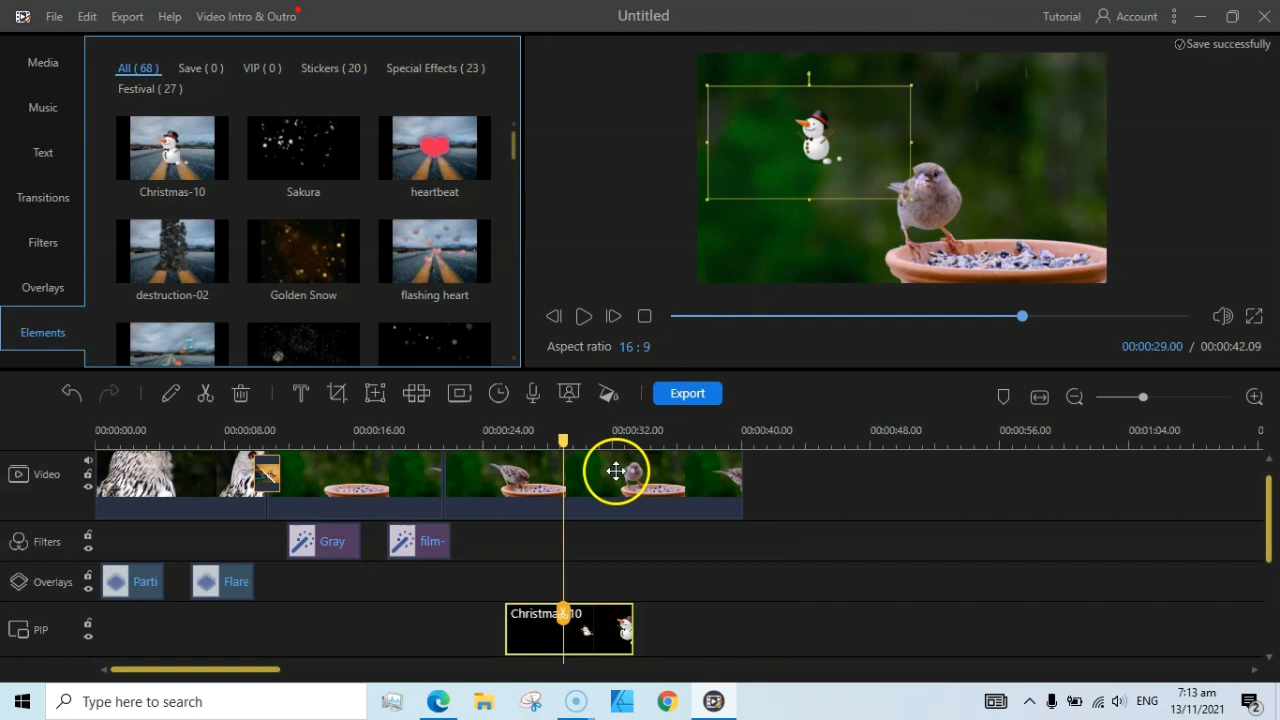 File Edit Export Help Video Intro & Outro Untitled Tutorial Account
Save successfully
Media
Music
Text
Transitions
Filters
Overlays
Elements
All ( 68 ) Save ( 0 ) VIP ( 0 ) Stickers ( 20 ) Special Effects ( 23 )
Festival ( 27 )
Christmas-10 Sakura heartbeat
destruction-02 Golden Snow flashing heart
Aspect ratio 16 : 9 00:00:29.00 / 00:00:42.09
Export
00:00:00.00 00:00:08.00 00:00:16.00 00:00:24.00 00:00:32.00 00:00:40.00 00:00:48.00 00:00:56.00 00:01:04.00 0
Video
Filters Gray film-
Overlays Parti Flare
PIP Christmas-10
Type here to search ENG 7:13 am
13/11/2021 2